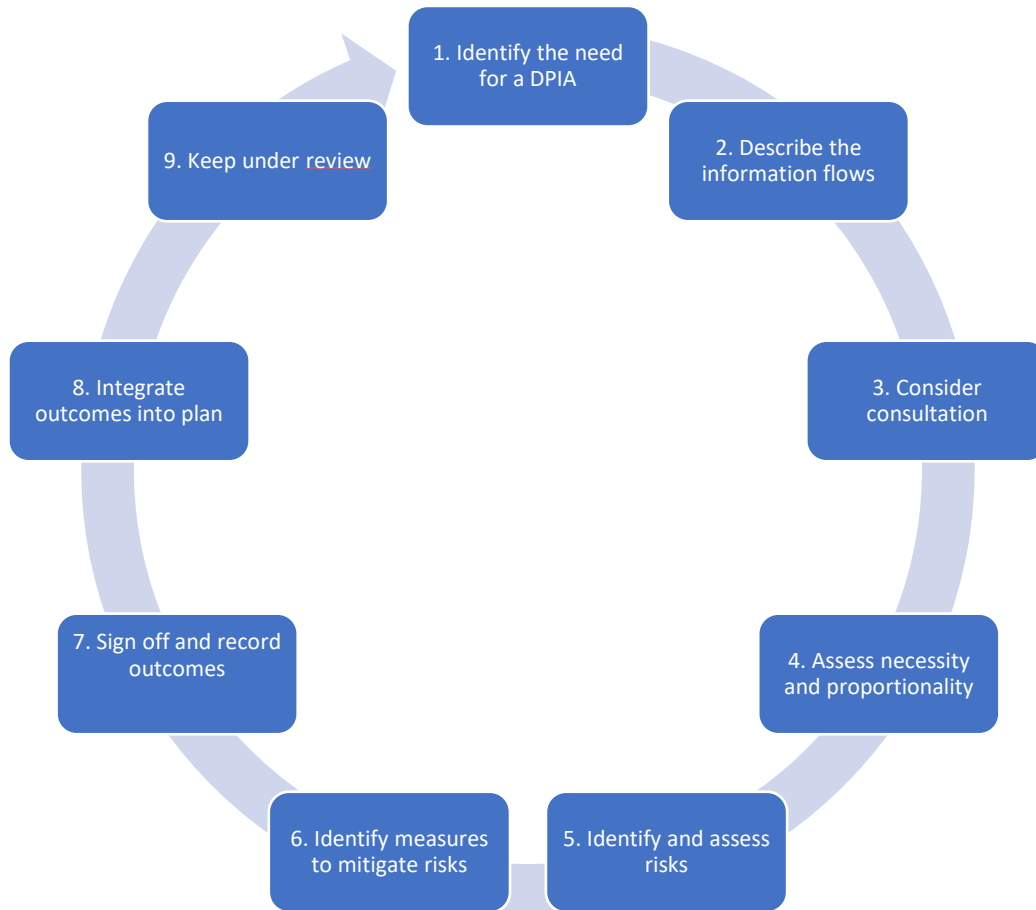 1. Identify the need
for a DPIA
2. Describe the
information flows
3. Consider
consultation
4. Assess necessity
and proportionality
5. Identify and assess
risks
6. Identify measures
to mitigate risks
7. Sign off and record
outcomes
8. Integrate
outcomes into plan
9. Keep under review